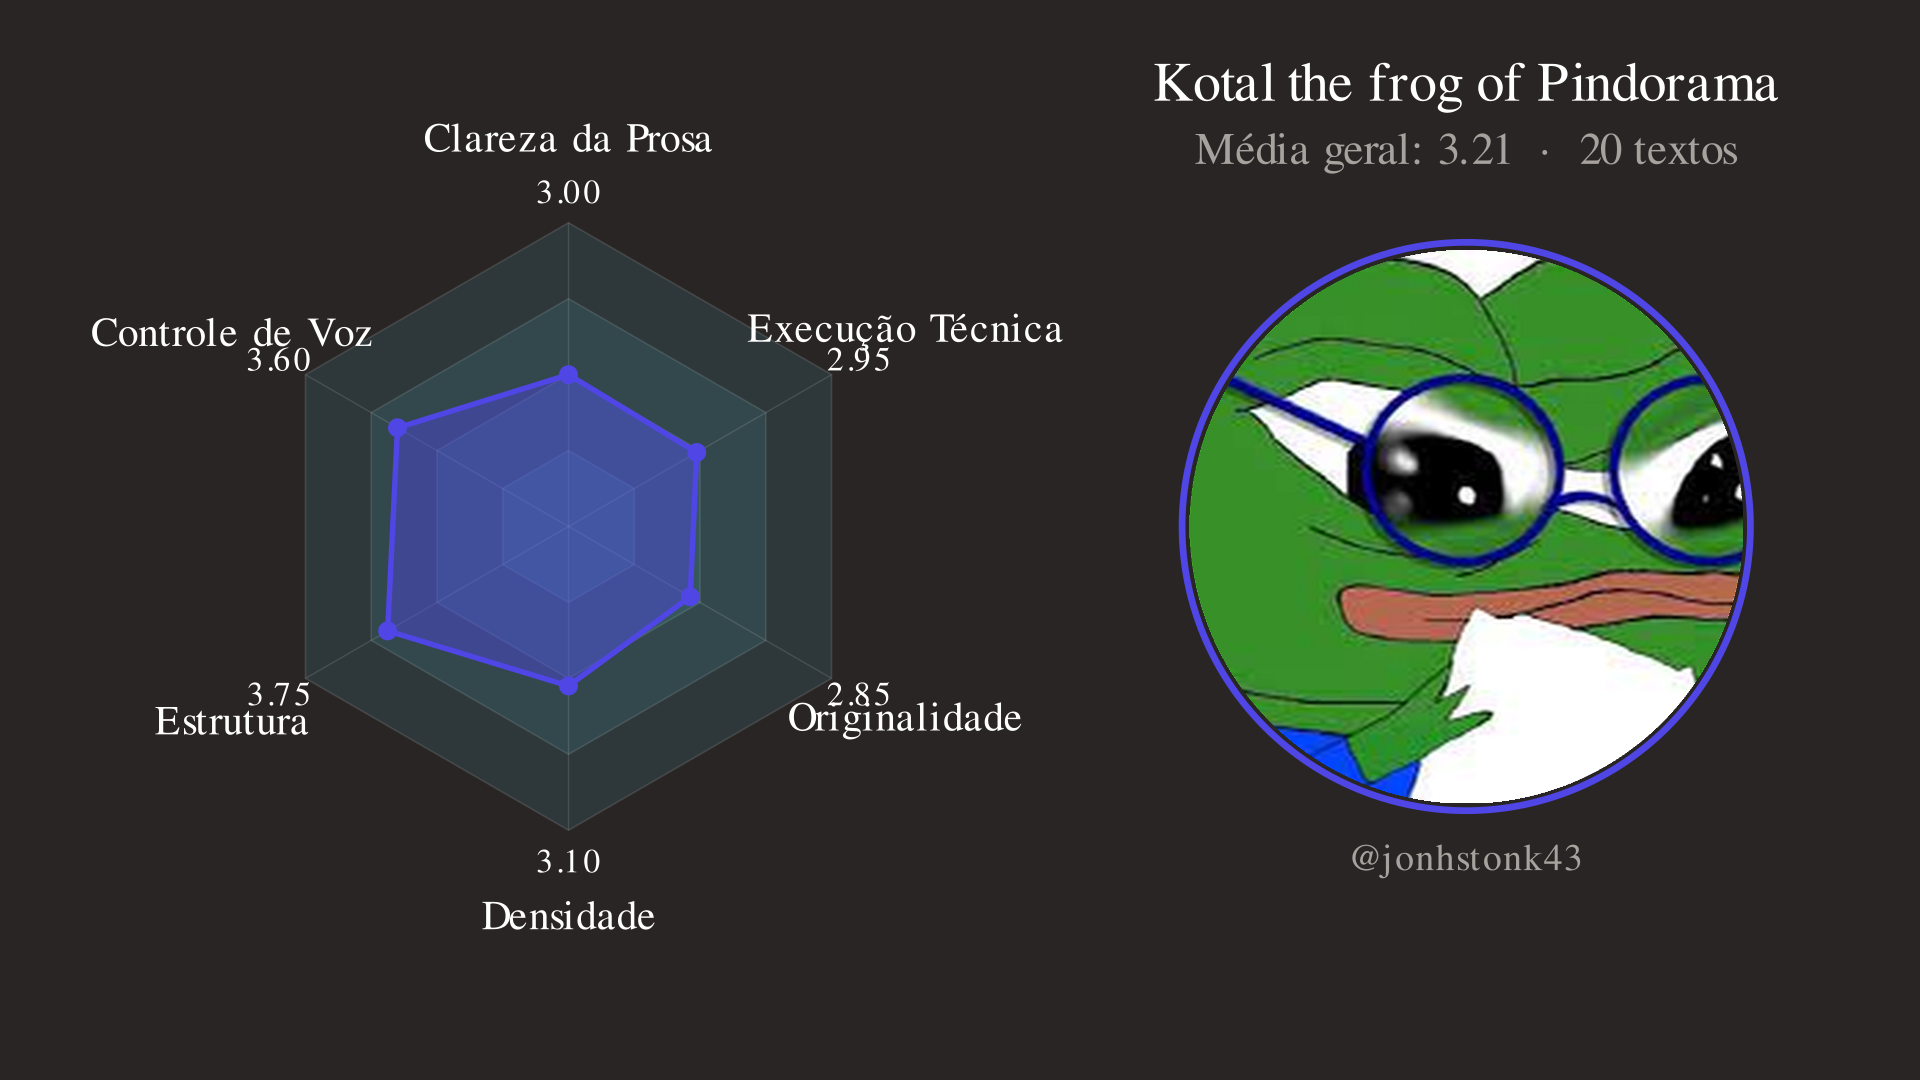 Kotal the frog of Pindorama
Média geral: 3.21 · 20 textos
Clareza da Prosa
3.00
Controle de Voz
3.60
Execução Técnica
2.95
3.75
Estrutura
2.85
Originalidade
3.10
Densidade
@jonhstonk43